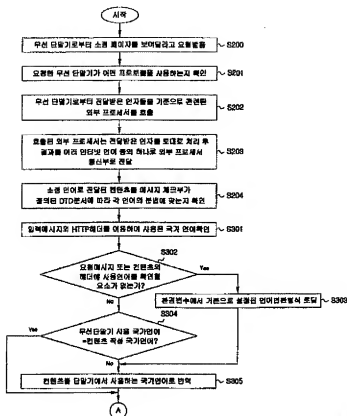 시작
무선 단말기로부터 소정 페이지를 보여달라고 요청받음
S200
요청한 무선 단말기가 어떤 프로토콜을 사용하는지 확인
S201
무선 단말기로부터 전달받은 인자들을 기준으로 관련된
외부 프로세서를 호출
S202
호출된 외부 프로세서는 전달받은 인자를 토대로 처리 후
결과를 여러 인터넷 언어 중의 하나로 외부 프로세서
통신부로 전달
S203
소정 언어로 전달된 컨텐츠를 메시지 계산부가
정의된 DTD문서에 따라 각 언어의 문법에 맞는지 확인
S204
입력메시지와 HTTP헤더를 이용하여 사용된 국가 언어확인
S301
S302
요청메시지 또는 컨텐츠의
헤더에 사용언어를 확인할
요소가 없는가?
Yes
환경변수에서 기준으로 설정된 언어변환형식 로딩
S303
No
S304
무선단말기 사용 국가언어
=컨텐츠 작성 국가언어?
Yes
No
컨텐츠를 단말기에서 사용하는 국가언어로 번역
S305
A